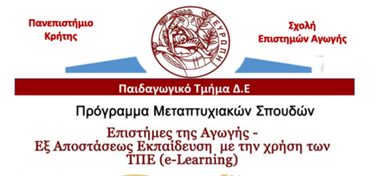 Πανεπιστήμιο
Κρήτης
ΕΥΡΩΠΗ
Σχολή
Επιστημών Αγωγής
Παιδαγωγικό Τμήμα Δ.Ε
Πρόγραμμα Μεταπτυχιακών Σπουδών
Επιστήμες της Αγωγής -
Εξ Αποστάσεως Εκπαίδευση με την χρήση των
ΤΠΕ (e-Learning)